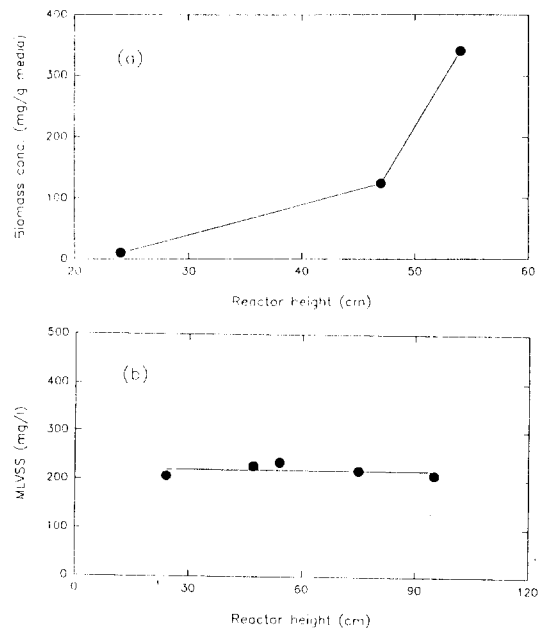 400
300
200
100
0
Biomass conc. (mg/g media)
(a)
20 30 40 50 60
Reactor height (cm)
500
400
300
200
100
0
MLVSS (mg/l)
(b)
0 30 60 90 120
Reactor height (cm)